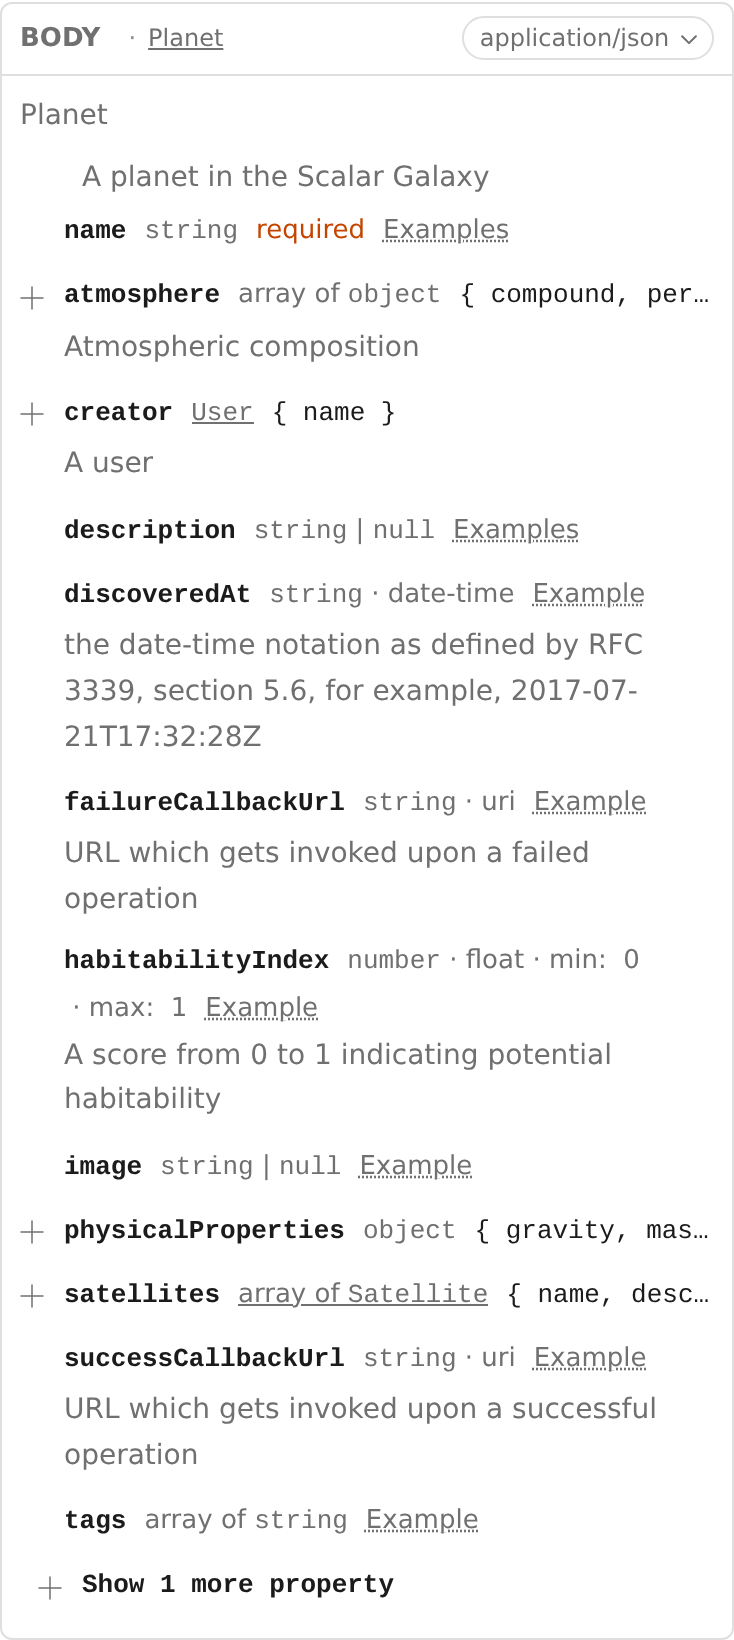 BODY · Planet application/json
Planet
A planet in the Scalar Galaxy
name string required Examples
atmosphere array of object { compound, per…
Atmospheric composition
creator User { name }
A user
description string | null Examples
discoveredAt string · date-time Example
the date-time notation as defined by RFC
3339, section 5.6, for example, 2017-07-
21T17:32:28Z
failureCallbackUrl string · uri Example
URL which gets invoked upon a failed
operation
habitabilityIndex number · float · min: 0
· max: 1 Example
A score from 0 to 1 indicating potential
habitability
image string | null Example
physicalProperties object { gravity, mas…
satellites array of Satellite { name, desc…
successCallbackUrl string · uri Example
URL which gets invoked upon a successful
operation
tags array of string Example
Show 1 more property